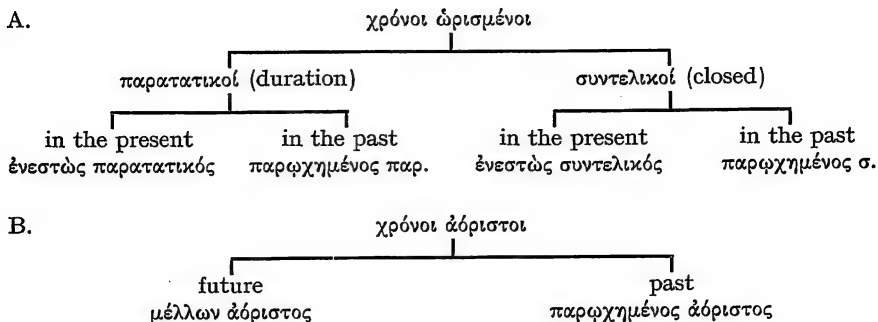 A. χρόνοι ὡρισμένοι
παρατατικοί (duration) συντελικοί (closed)
in the present in the past in the present in the past
ἐνεστὼς παρατατικός παρῳχημένος παρ. ἐνεστὼς συντελικός παρῳχημένος σ.
B. χρόνοι ἀόριστοι
future past
μέλλων ἀόριστος παρῳχημένος ἀόριστος